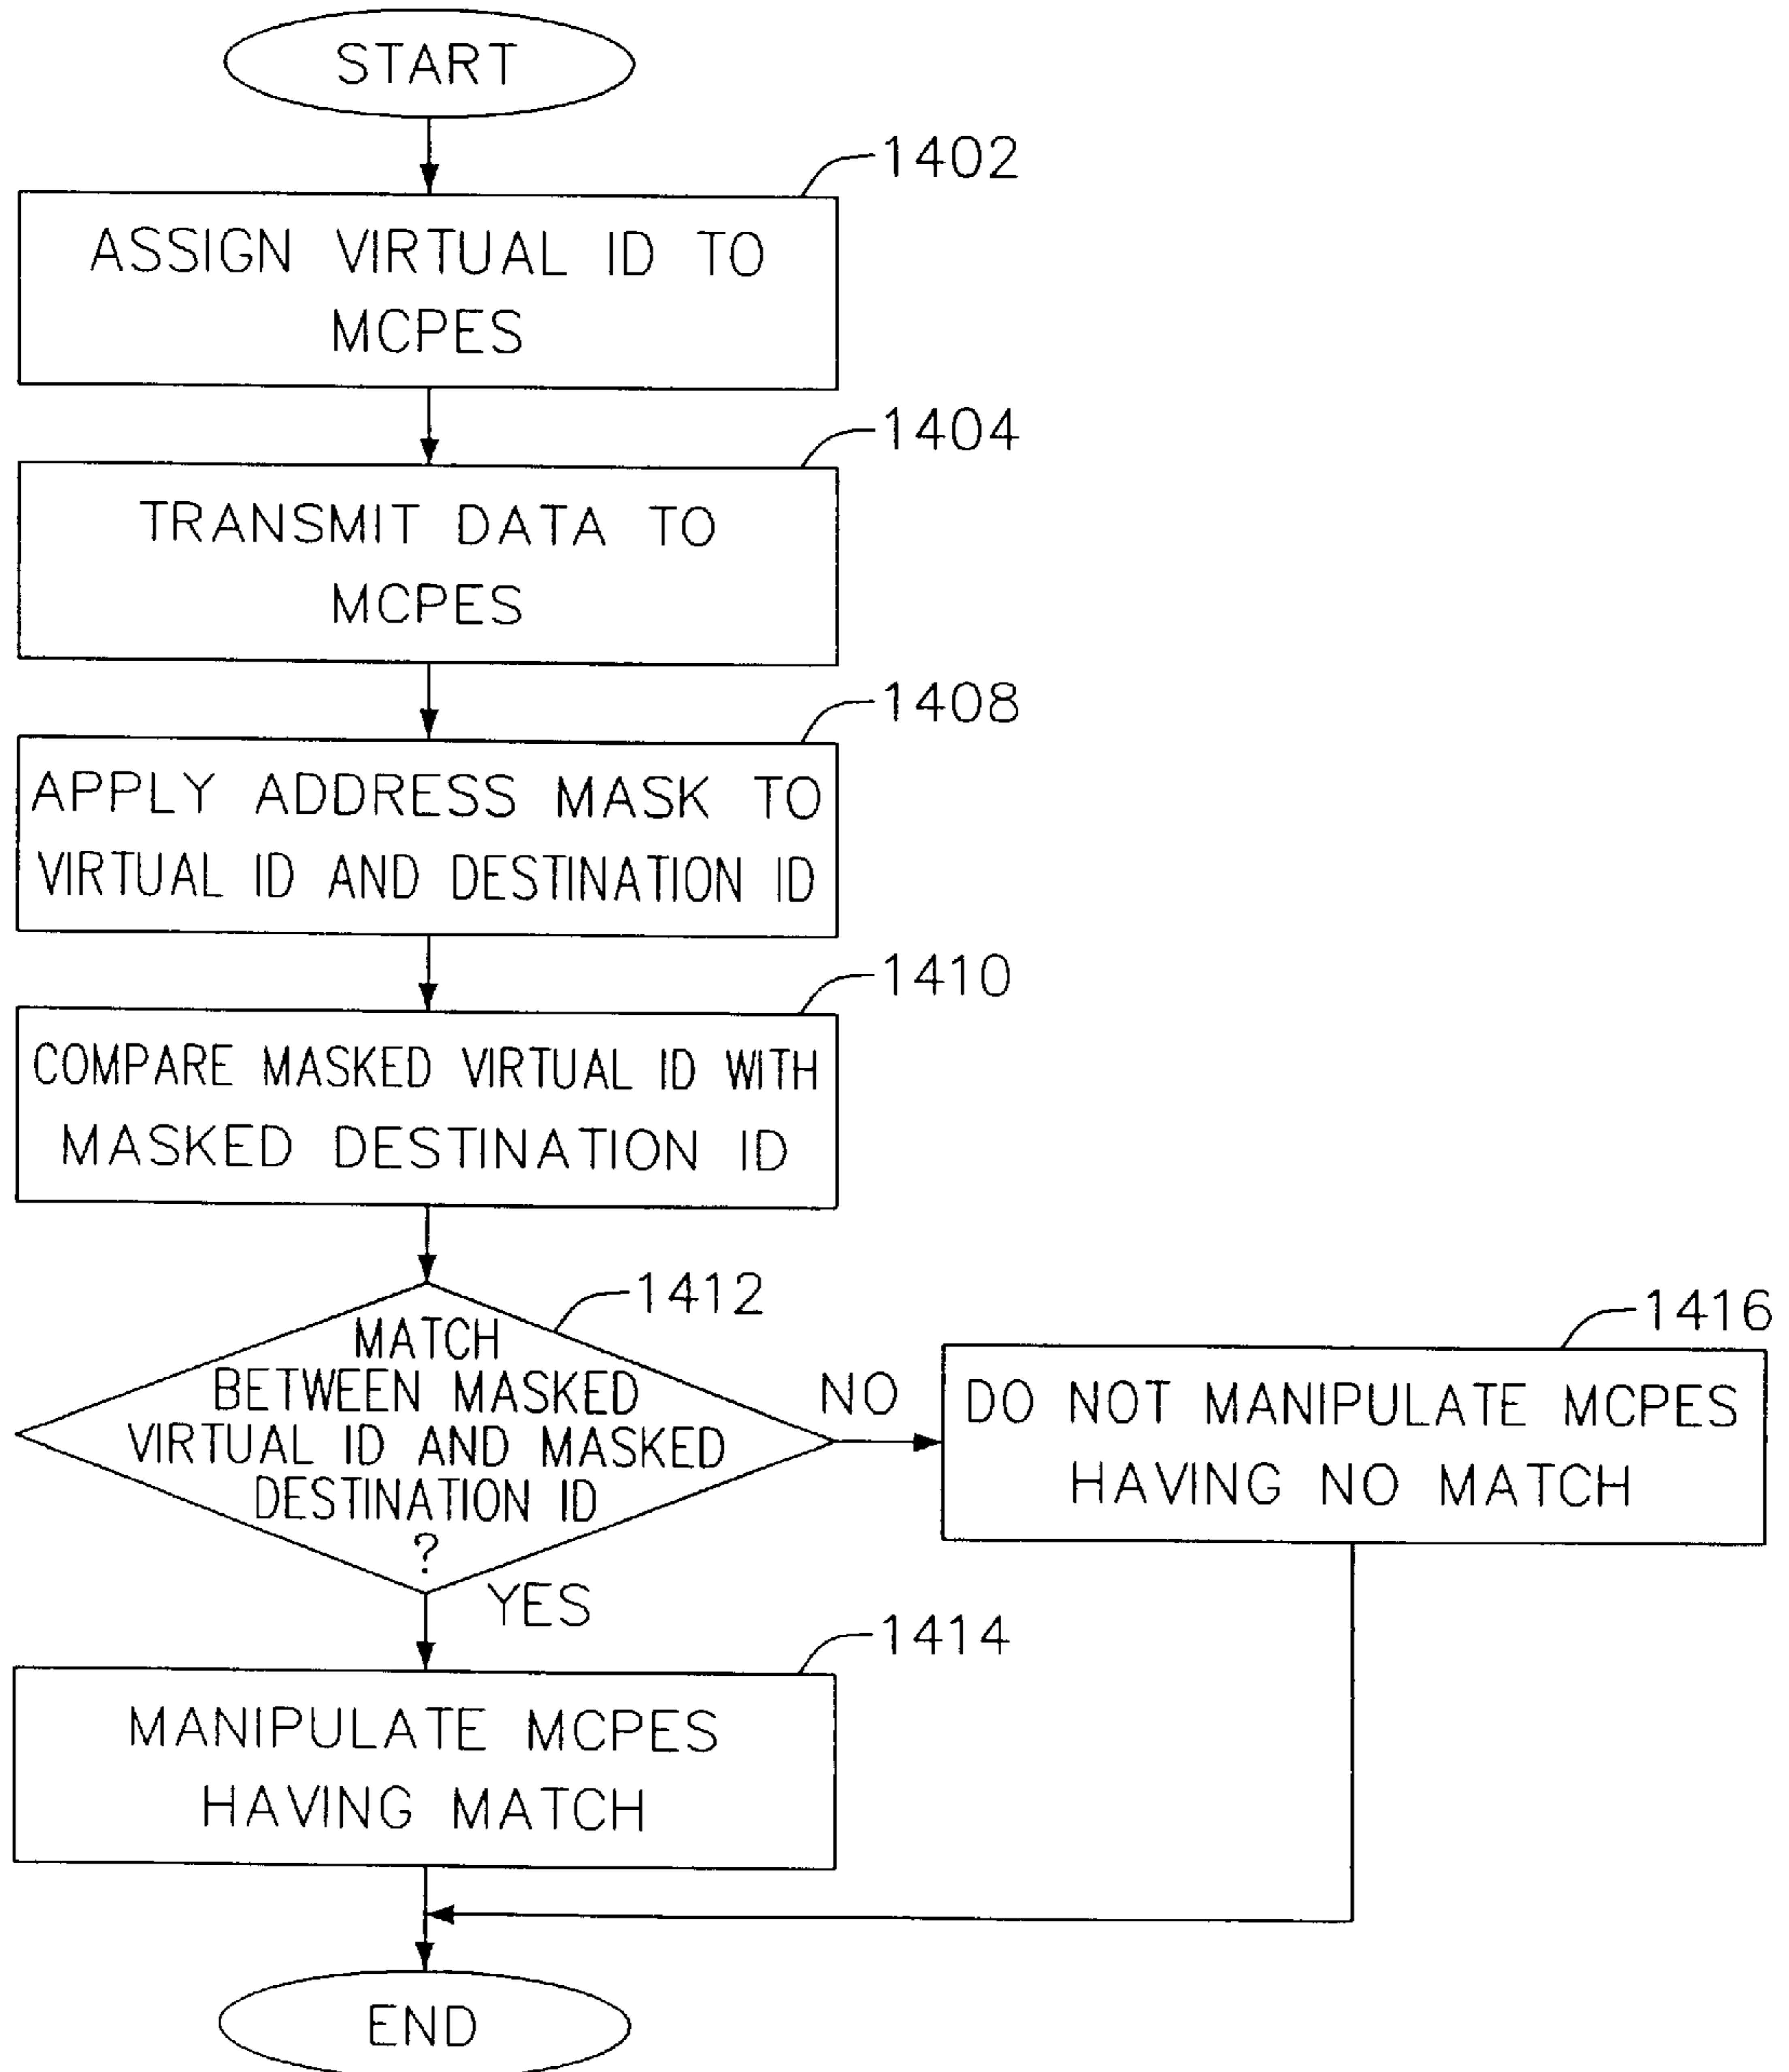 START
1402
ASSIGN VIRTUAL ID TO
MCPES
1404
TRANSMIT DATA TO
MCPES
1408
APPLY ADDRESS MASK TO
VIRTUAL ID AND DESTINATION ID
1410
COMPARE MASKED VIRTUAL ID WITH
MASKED DESTINATION ID
1412
MATCH
BETWEEN MASKED
VIRTUAL ID AND MASKED
DESTINATION ID
?
NO
1416
DO NOT MANIPULATE MCPES
HAVING NO MATCH
YES
1414
MANIPULATE MCPES
HAVING MATCH
END